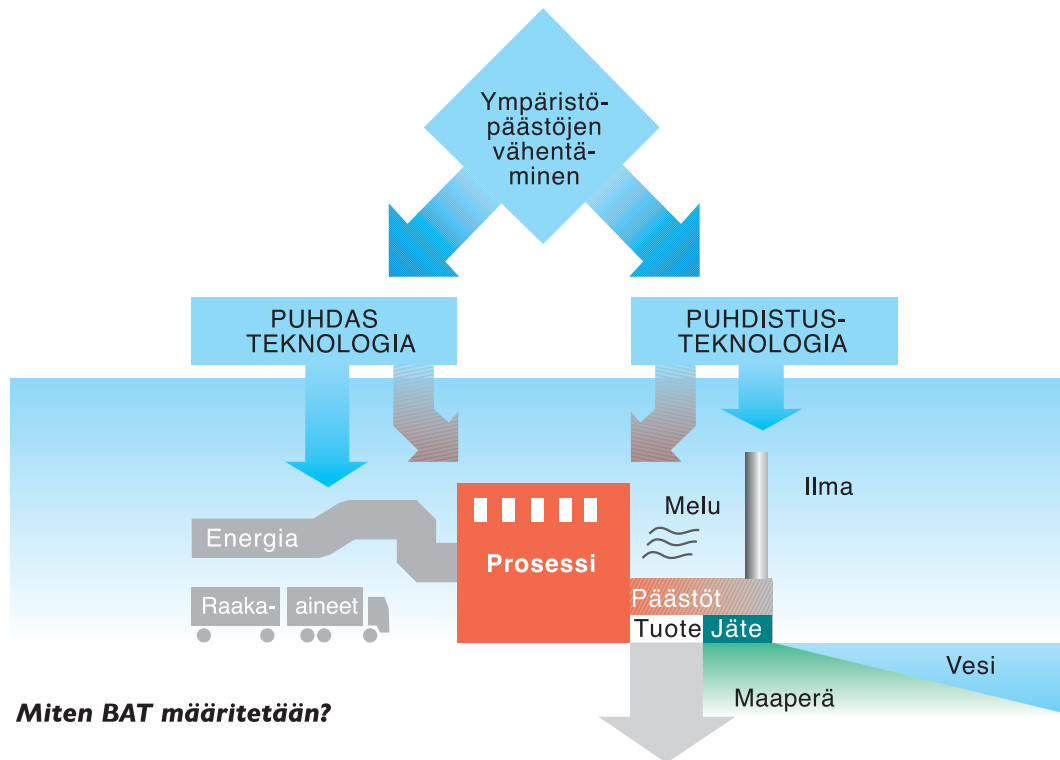 Ympäristö-
päästöjen
vähentä-
minen
PUHDAS
TEKNOLOGIA
PUHDISTUS-
TEKNOLOGIA
Ilma
Melu
Energia
Prosessi
Raaka- aineet
Päästöt
Tuote Jäte
Vesi
Maaperä
Miten BAT määritetään?